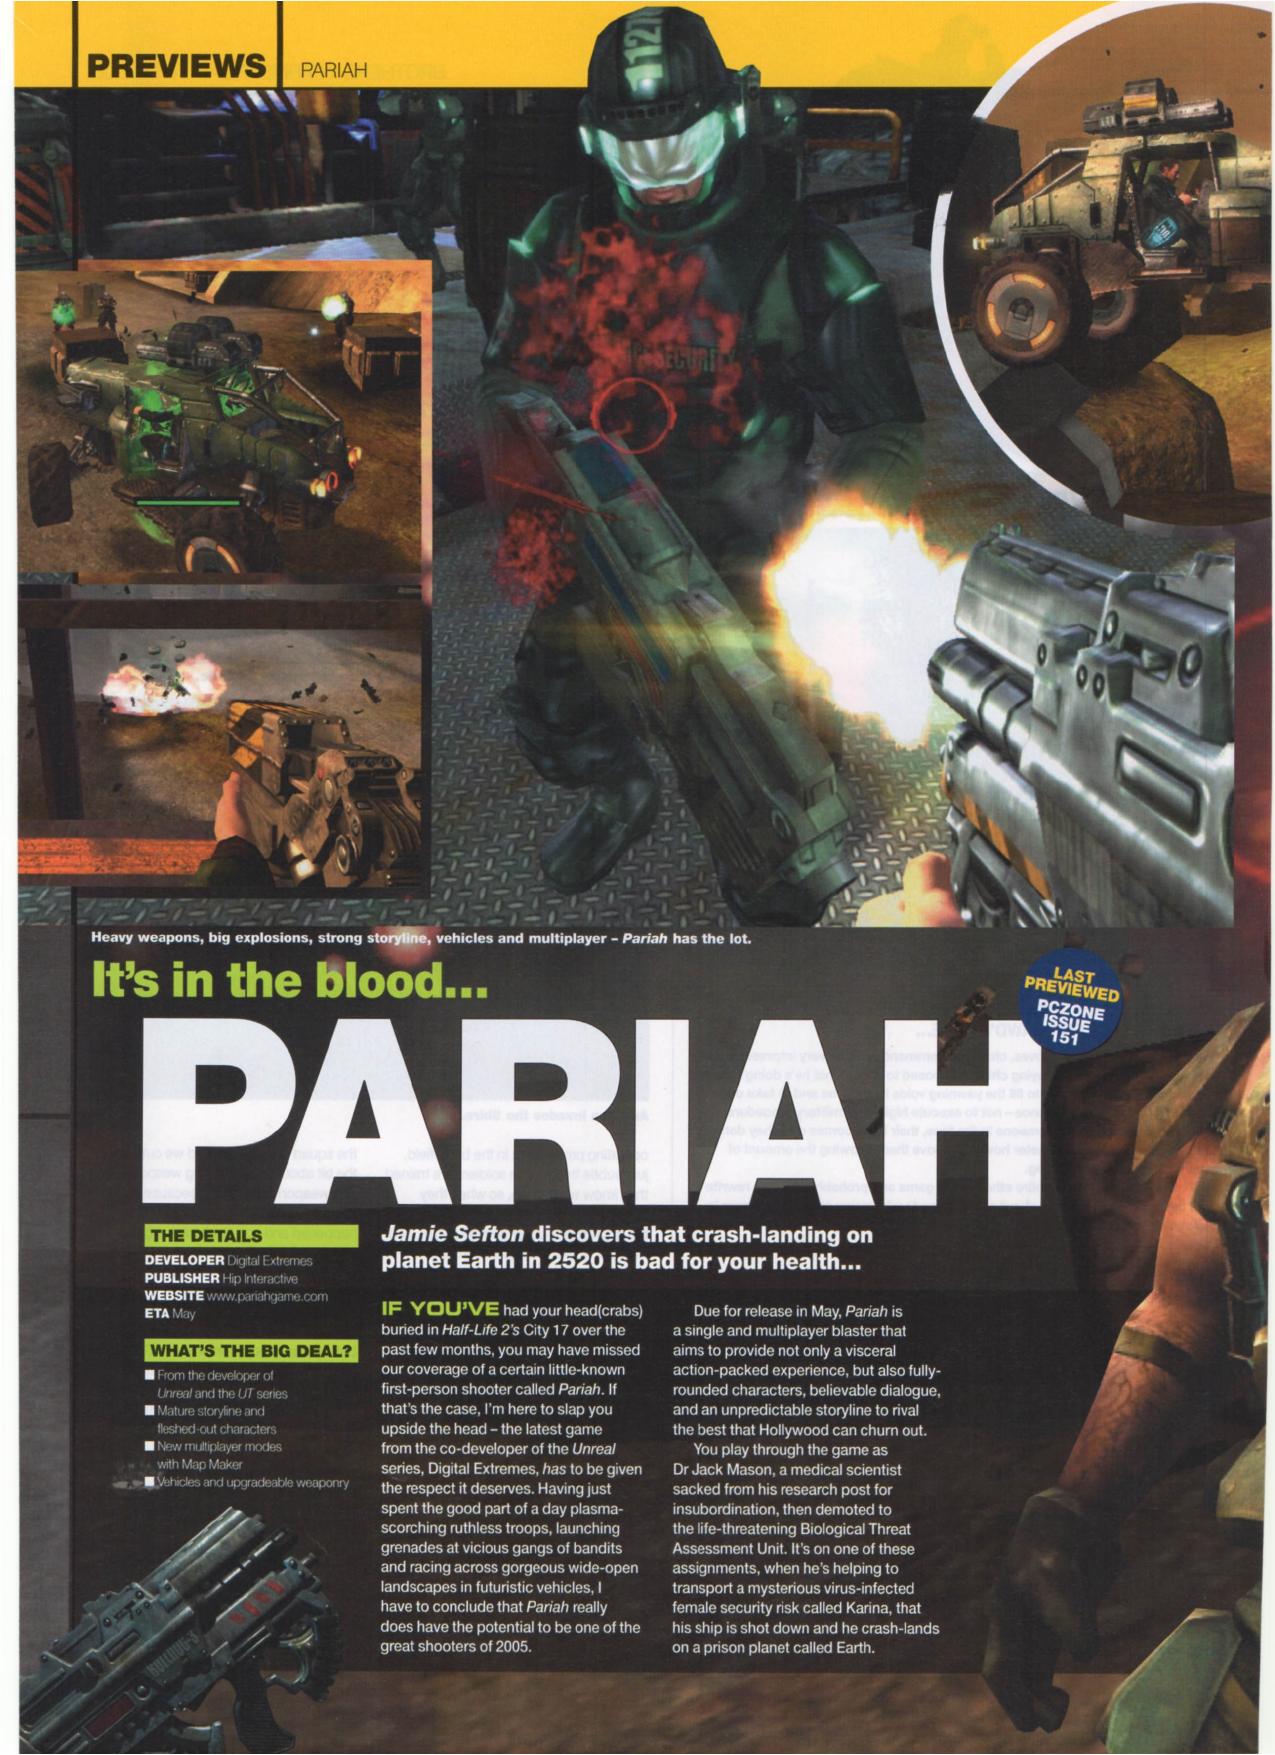 PREVIEWS PARIAH
112
SECURITY
Heavy weapons, big explosions, strong storyline, vehicles and multiplayer – Pariah has the lot.
It's in the blood...
LAST
PREVIEWED
PCZONE
ISSUE
151
PARIAH
THE DETAILS
DEVELOPER Digital Extremes
PUBLISHER Hip Interactive
WEBSITE www.pariahgame.com
ETA May
WHAT'S THE BIG DEAL?
■ From the developer of
Unreal and the UT series
■ Mature storyline and
fleshed-out characters
■ New multiplayer modes
with Map Maker
■ Vehicles and upgradeable weaponry
BULLDOG-51
Jamie Sefton discovers that crash-landing on
planet Earth in 2520 is bad for your health...
IF YOU'VE had your head(crabs)
buried in Half-Life 2's City 17 over the
past few months, you may have missed
our coverage of a certain little-known
first-person shooter called Pariah. If
that's the case, I'm here to slap you
upside the head – the latest game
from the co-developer of the Unreal
series, Digital Extremes, has to be given
the respect it deserves. Having just
spent the good part of a day plasma-
scorching ruthless troops, launching
grenades at vicious gangs of bandits
and racing across gorgeous wide-open
landscapes in futuristic vehicles, I
have to conclude that Pariah really
does have the potential to be one of the
great shooters of 2005.
Due for release in May, Pariah is
a single and multiplayer blaster that
aims to provide not only a visceral
action-packed experience, but also fully-
rounded characters, believable dialogue,
and an unpredictable storyline to rival
the best that Hollywood can churn out.
You play through the game as
Dr Jack Mason, a medical scientist
sacked from his research post for
insubordination, then demoted to
the life-threatening Biological Threat
Assessment Unit. It's on one of these
assignments, when he's helping to
transport a mysterious virus-infected
female security risk called Karina, that
his ship is shot down and he crash-lands
on a prison planet called Earth.